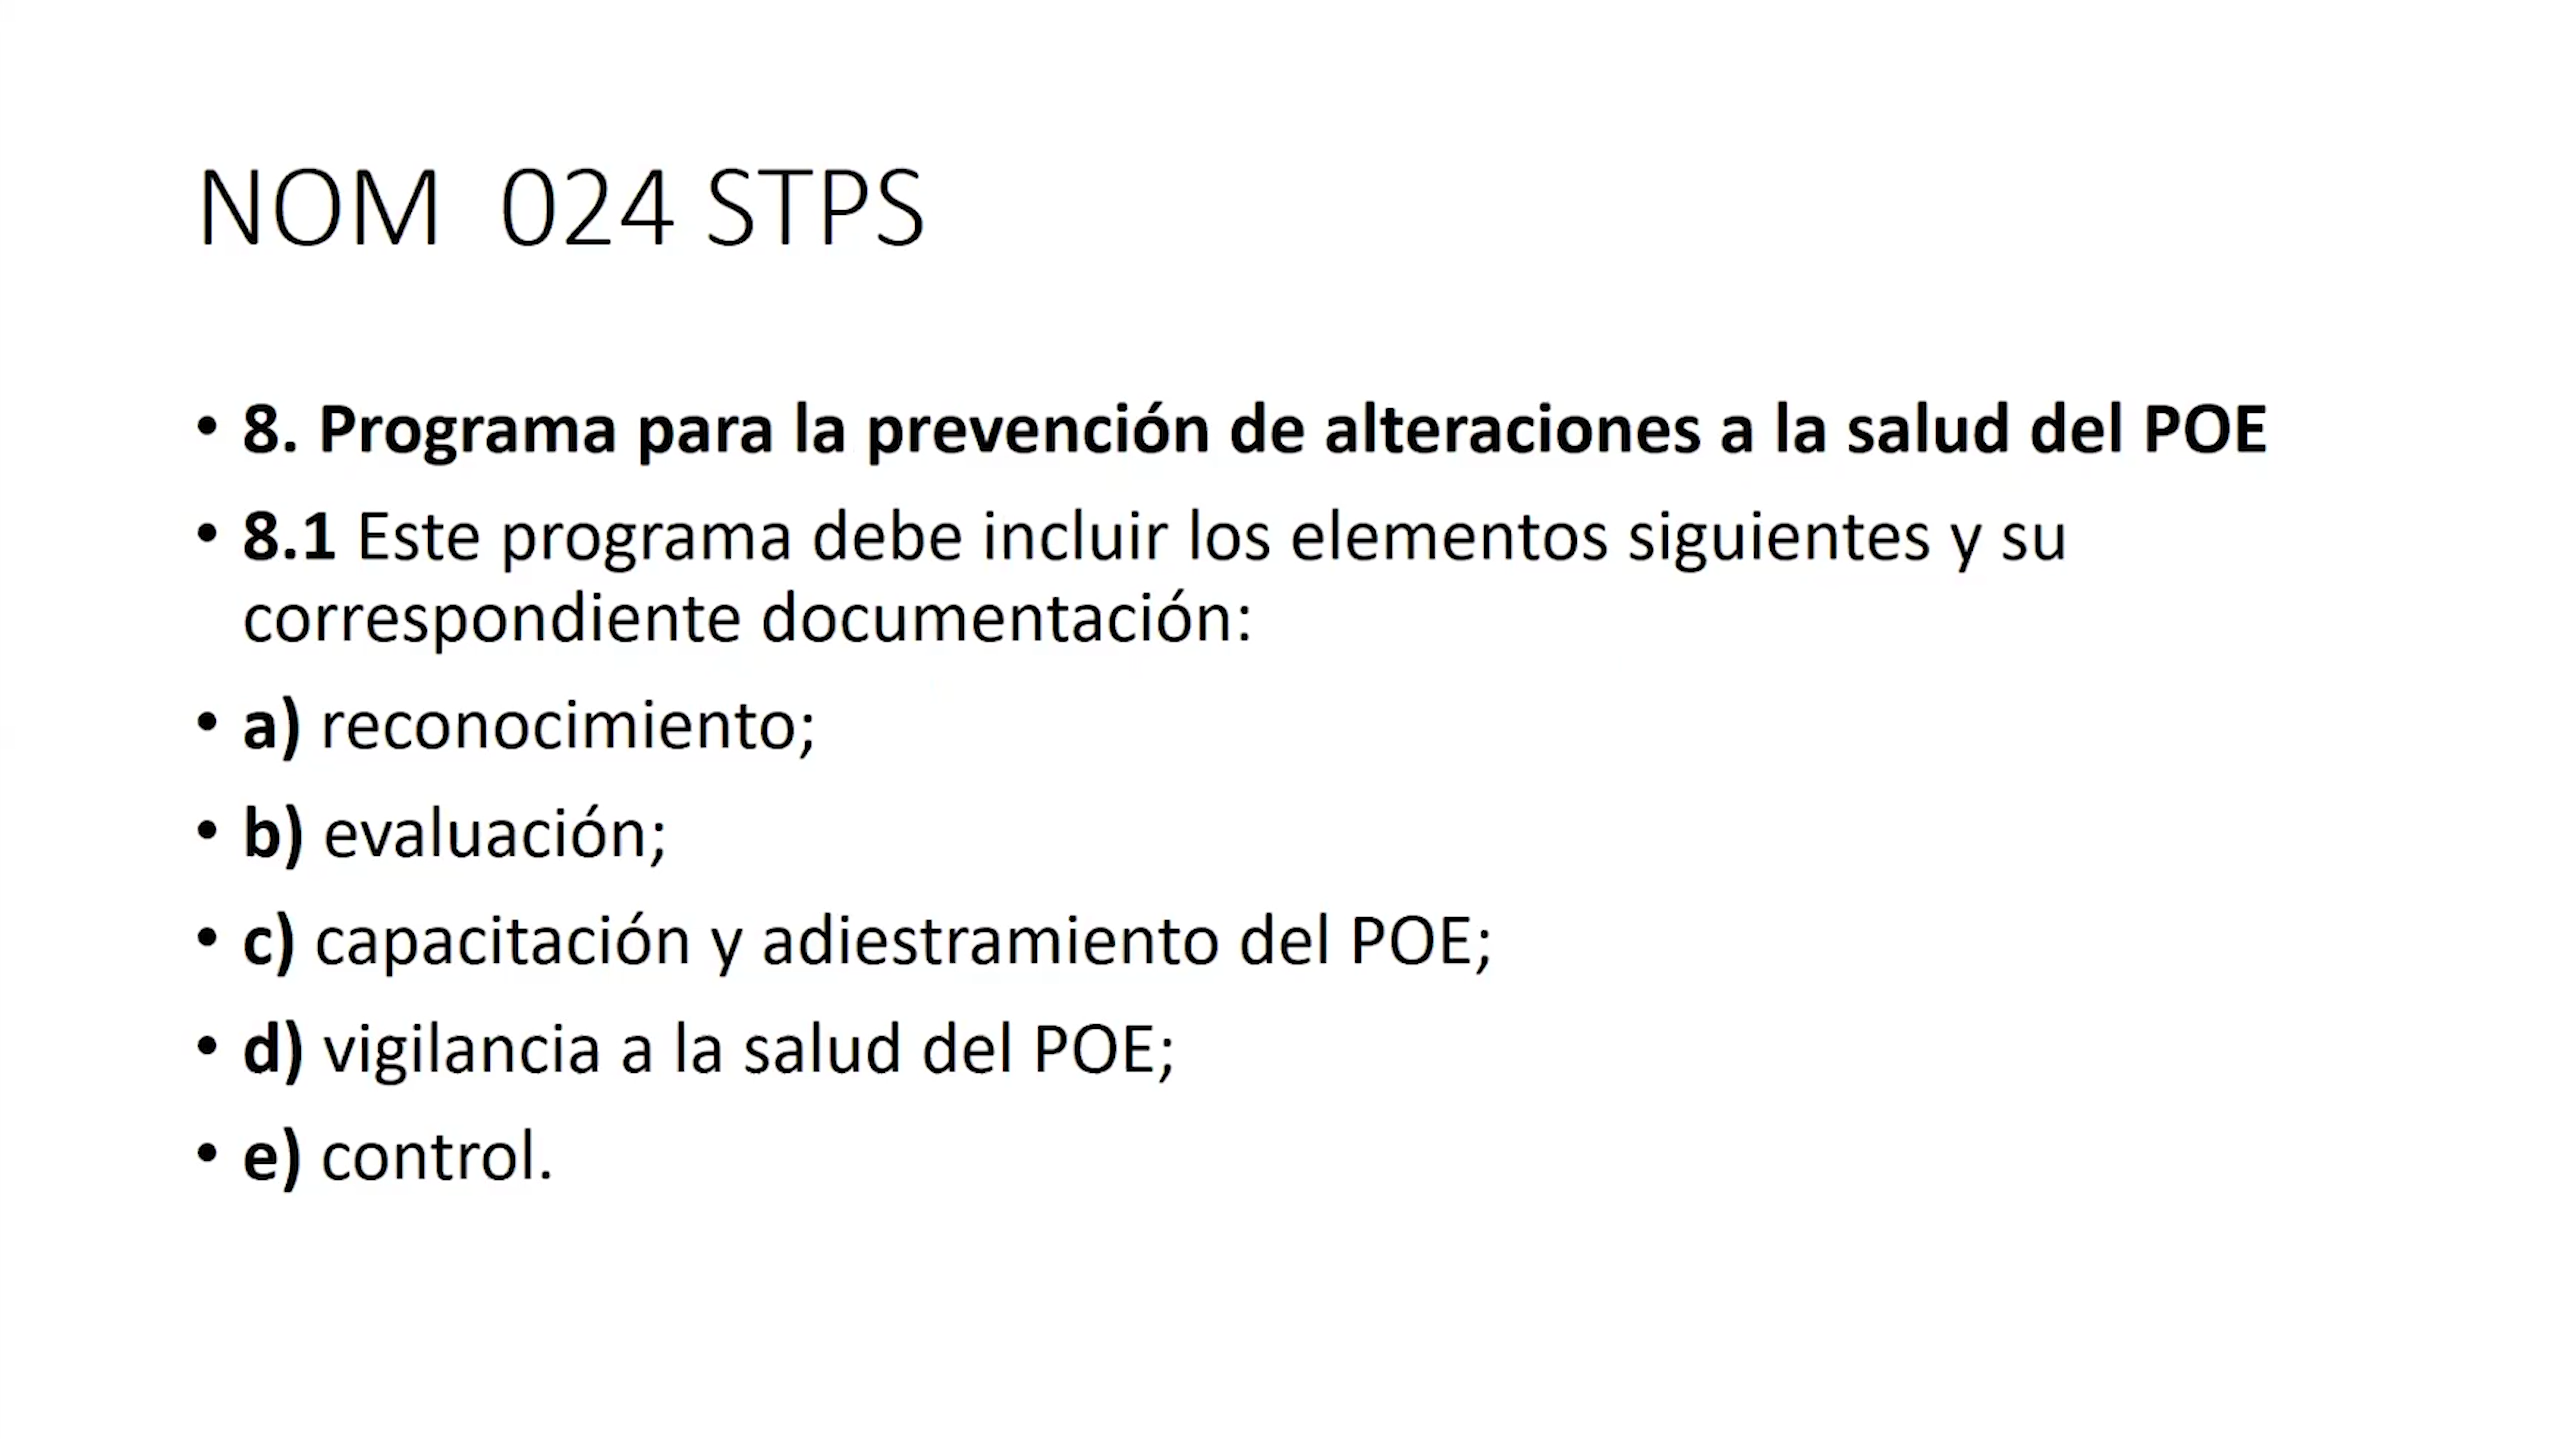 NOM  024 STPS
• 8. Programa para la prevención de alteraciones a la salud del POE
• 8.1 Este programa debe incluir los elementos siguientes y su
correspondiente documentación:
• a) reconocimiento;
• b) evaluación;
• c) capacitación y adiestramiento del POE;
• d) vigilancia a la salud del POE;
• e) control.